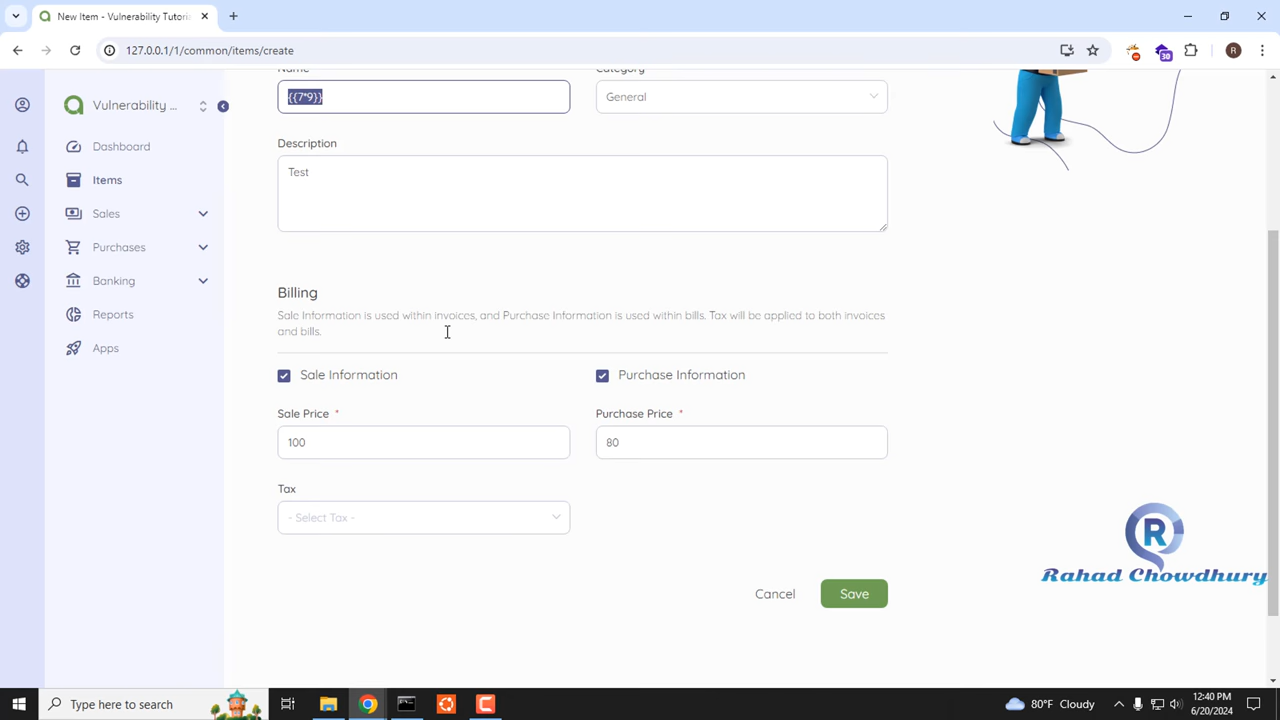 New Item - Vulnerability Tutori
127.0.0.1/1/common/items/create
30
R
Vulnerability ...
Dashboard
Items
Sales
Purchases
Banking
Reports
Apps
Name
Category
{{7*9}}
General
Description
Test
Billing
Sale Information is used within invoices, and Purchase Information is used within bills. Tax will be applied to both invoices
and bills.
Sale Information
Purchase Information
Sale Price *
Purchase Price *
100
80
Tax
- Select Tax -
Cancel
Save
R
Rahad Chowdhury
Type here to search
80°F Cloudy
12:40 PM
6/20/2024